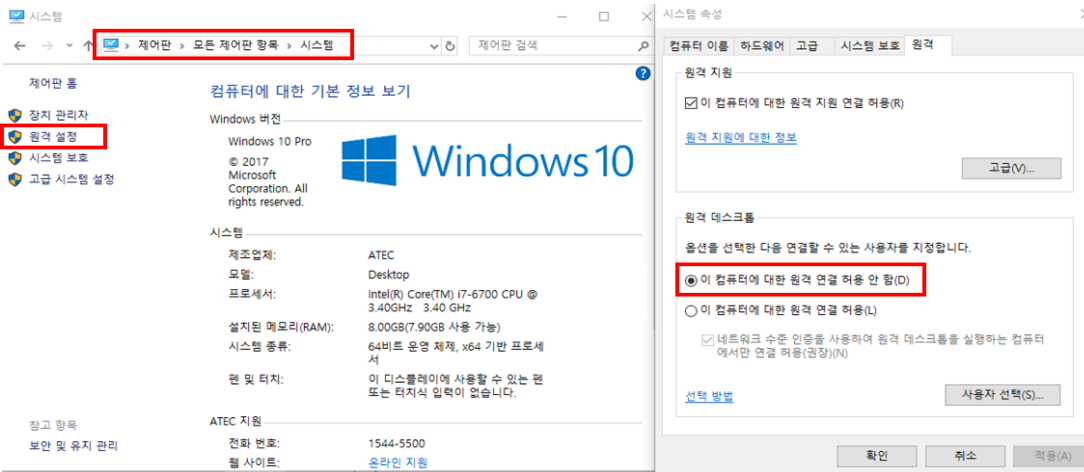 시스템
제어판 › 모든 제어판 항목 › 시스템
제어판 검색
제어판 홈
장치 관리자
원격 설정
시스템 보호
고급 시스템 설정
참고 항목
보안 및 유지 관리
컴퓨터에 대한 기본 정보 보기
Windows 버전
Windows 10 Pro
© 2017
Microsoft
Corporation. All
rights reserved.
Windows 10
시스템
제조업체: ATEC
모델: Desktop
프로세서: Intel(R) Core(TM) i7-6700 CPU @
3.40GHz 3.40 GHz
설치된 메모리(RAM): 8.00GB(7.90GB 사용 가능)
시스템 종류: 64비트 운영 체제, x64 기반 프로세
서
펜 및 터치: 이 디스플레이에 사용할 수 있는 펜
또는 터치식 입력이 없습니다.
ATEC 지원
전화 번호: 1544-5500
웹 사이트: 온라인 지원
시스템 속성
컴퓨터 이름 하드웨어 고급 시스템 보호 원격
원격 지원
이 컴퓨터에 대한 원격 지원 연결 허용(R)
원격 지원에 대한 정보
고급(V)...
원격 데스크톱
옵션을 선택한 다음 연결할 수 있는 사용자를 지정합니다.
이 컴퓨터에 대한 원격 연결 허용 안 함(D)
이 컴퓨터에 대한 원격 연결 허용(L)
네트워크 수준 인증을 사용하여 원격 데스크톱을 실행하는 컴퓨터
에서만 연결 허용(권장)(N)
선택 방법
사용자 선택(S)...
확인 취소 적용(A)